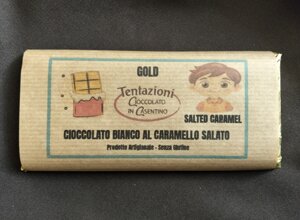 GOLD
Tentazioni
CIOCCOLATO
IN CASENTINO
SALTED CARAMEL
CIOCCOLATO BIANCO AL CARAMELLO SALATO
Prodotto Artigianale - Senza Glutine